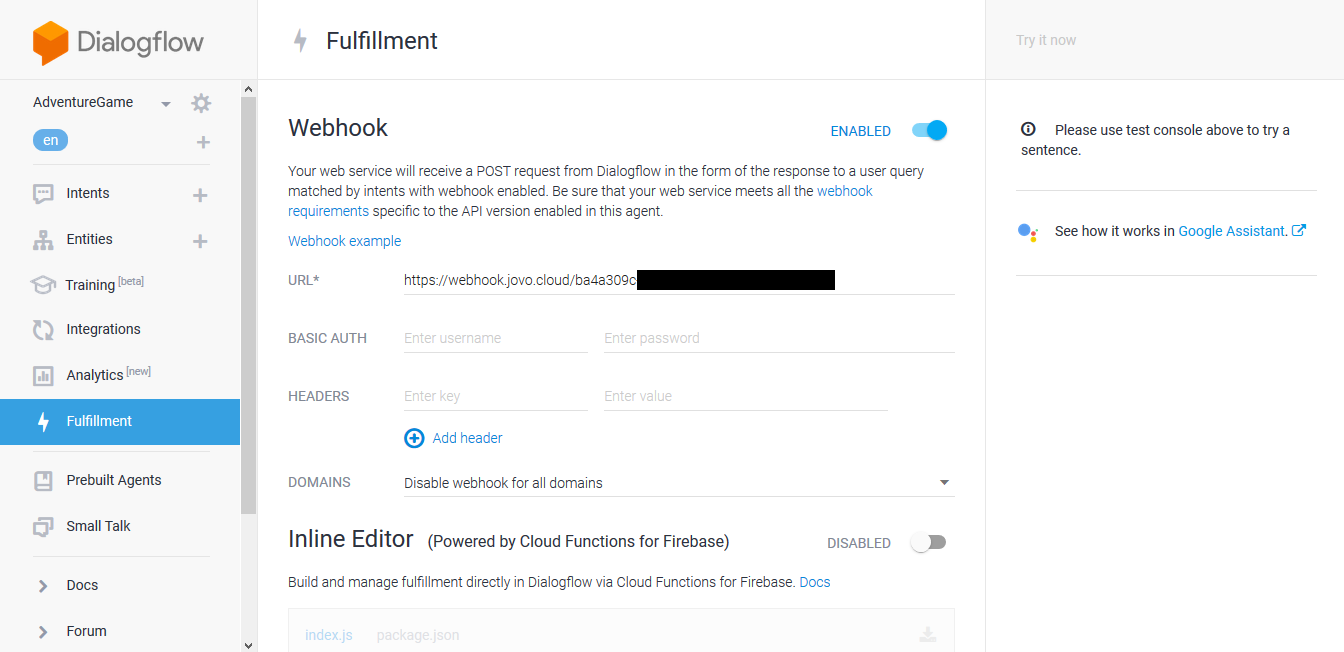 Dialogflow
AdventureGame
en
Intents
Entities
Training [beta]
Integrations
Analytics [new]
Fulfillment
Prebuilt Agents
Small Talk
Docs
Forum
Fulfillment
Webhook
ENABLED
Your web service will receive a POST request from Dialogflow in the form of the response to a user query
matched by intents with webhook enabled. Be sure that your web service meets all the webhook
requirements specific to the API version enabled in this agent.
Webhook example
URL* https://webhook.jovo.cloud/ba4a309c
BASIC AUTH Enter username Enter password
HEADERS Enter key Enter value
Add header
DOMAINS Disable webhook for all domains
Inline Editor (Powered by Cloud Functions for Firebase) DISABLED
Build and manage fulfillment directly in Dialogflow via Cloud Functions for Firebase. Docs
index.js package.json
Try it now
Please use test console above to try a
sentence.
See how it works in Google Assistant.